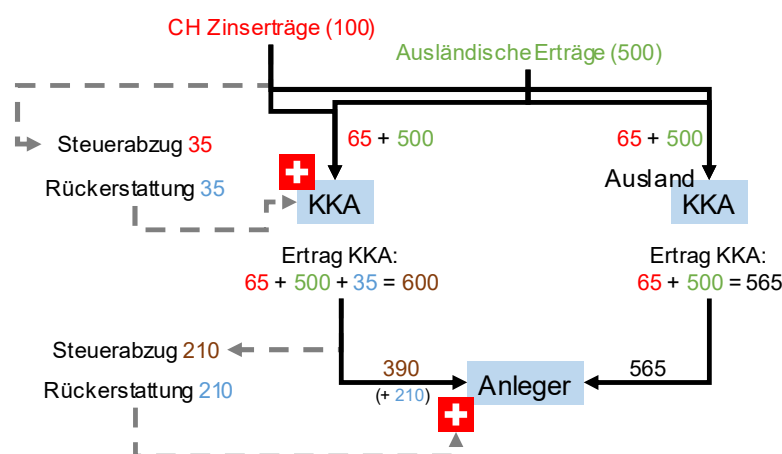 CH Zinserträge (100)
Ausländische Erträge (500)
Steuerabzug 35
65 + 500
65 + 500
Rückerstattung 35
Ausland
KKA
KKA
Ertrag KKA:
65 + 500 + 35 = 600
Ertrag KKA:
65 + 500 = 565
Steuerabzug 210
390
(+ 210)
Anleger
565
Rückerstattung 210